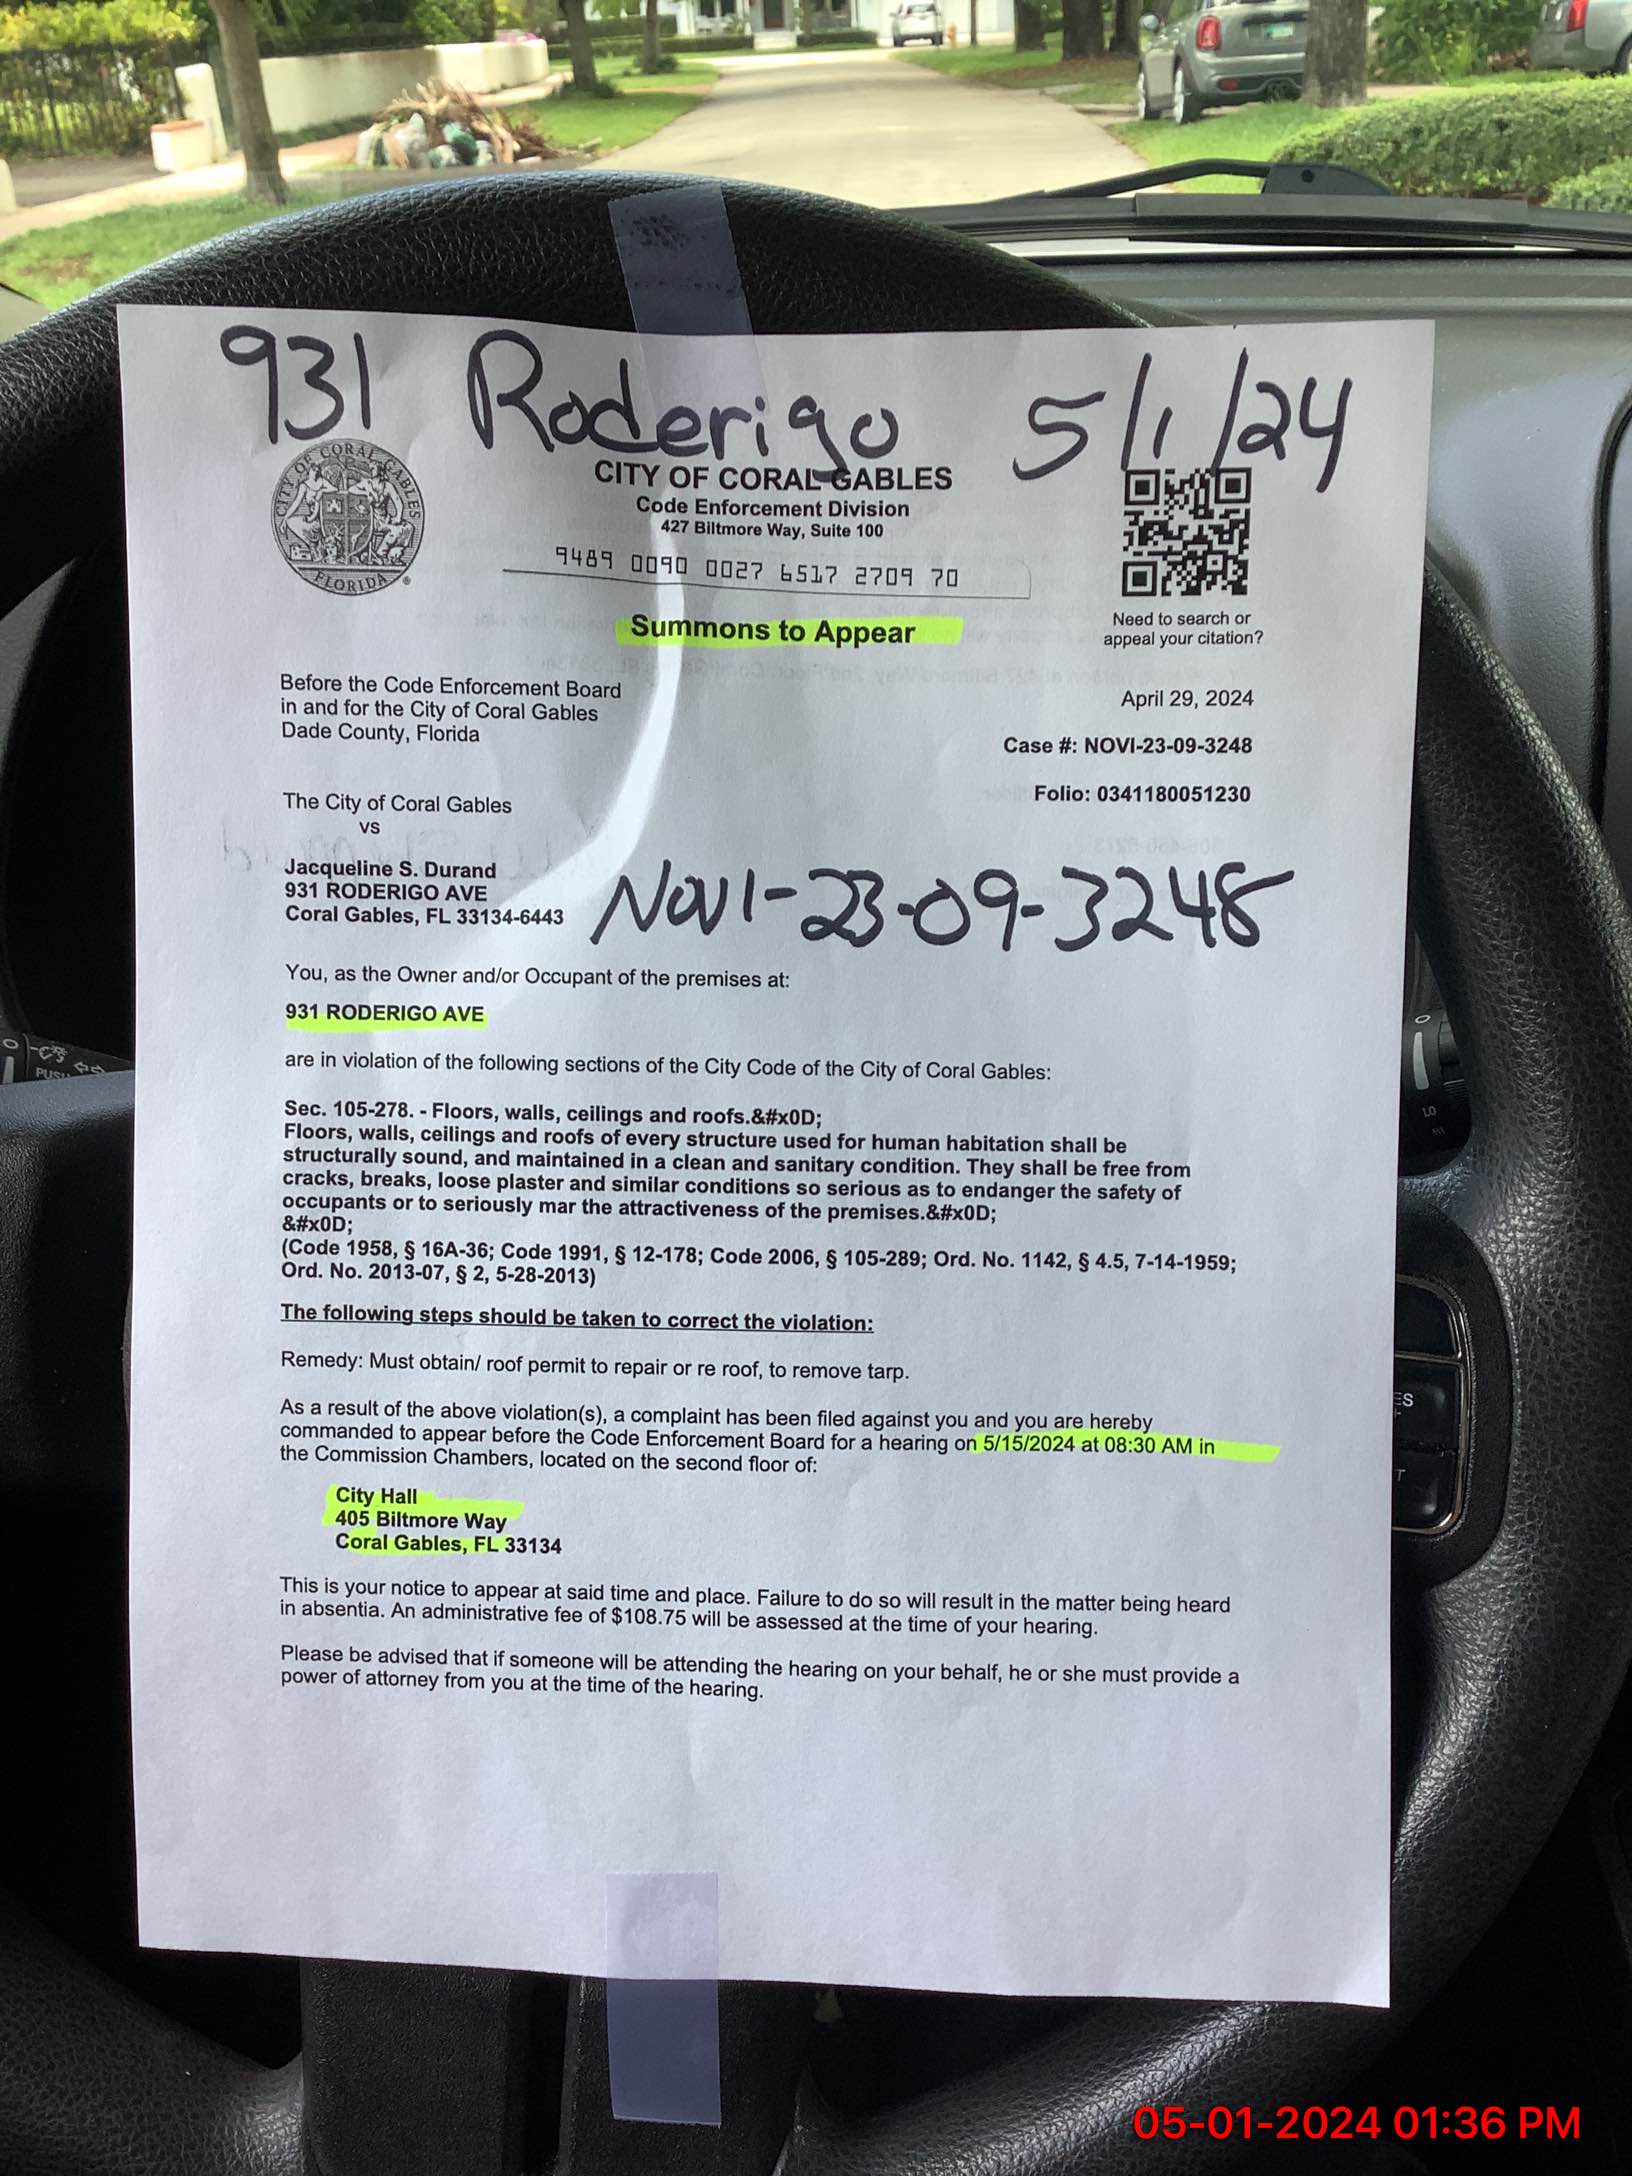 931 Roderigo 5/1/24
CITY OF CORAL GABLES
Code Enforcement Division
427 Biltmore Way, Suite 100
9489 0090 0027 6517 2709 70
CITY OF CORAL GABLES
FLORIDA
Need to search or
appeal your citation?
Summons to Appear
Before the Code Enforcement Board
in and for the City of Coral Gables
Dade County, Florida
April 29, 2024
Case #: NOVI-23-09-3248
Folio: 0341180051230
The City of Coral Gables
vs
Jacqueline S. Durand
931 RODERIGO AVE
Coral Gables, FL 33134-6443
NOVI-23-09-3248
You, as the Owner and/or Occupant of the premises at:
931 RODERIGO AVE
are in violation of the following sections of the City Code of the City of Coral Gables:
Sec. 105-278. - Floors, walls, ceilings and roofs.&#x0D;
Floors, walls, ceilings and roofs of every structure used for human habitation shall be
structurally sound, and maintained in a clean and sanitary condition. They shall be free from
cracks, breaks, loose plaster and similar conditions so serious as to endanger the safety of
occupants or to seriously mar the attractiveness of the premises.&#x0D;
&#x0D;
(Code 1958, § 16A-36; Code 1991, § 12-178; Code 2006, § 105-289; Ord. No. 1142, § 4.5, 7-14-1959;
Ord. No. 2013-07, § 2, 5-28-2013)
The following steps should be taken to correct the violation:
Remedy: Must obtain/ roof permit to repair or re roof, to remove tarp.
As a result of the above violation(s), a complaint has been filed against you and you are hereby
commanded to appear before the Code Enforcement Board for a hearing on 5/15/2024 at 08:30 AM in
the Commission Chambers, located on the second floor of:
City Hall
405 Biltmore Way
Coral Gables, FL 33134
This is your notice to appear at said time and place. Failure to do so will result in the matter being heard
in absentia. An administrative fee of $108.75 will be assessed at the time of your hearing.
Please be advised that if someone will be attending the hearing on your behalf, he or she must provide a
power of attorney from you at the time of the hearing.
PUSH
05-01-2024 01:36 PM